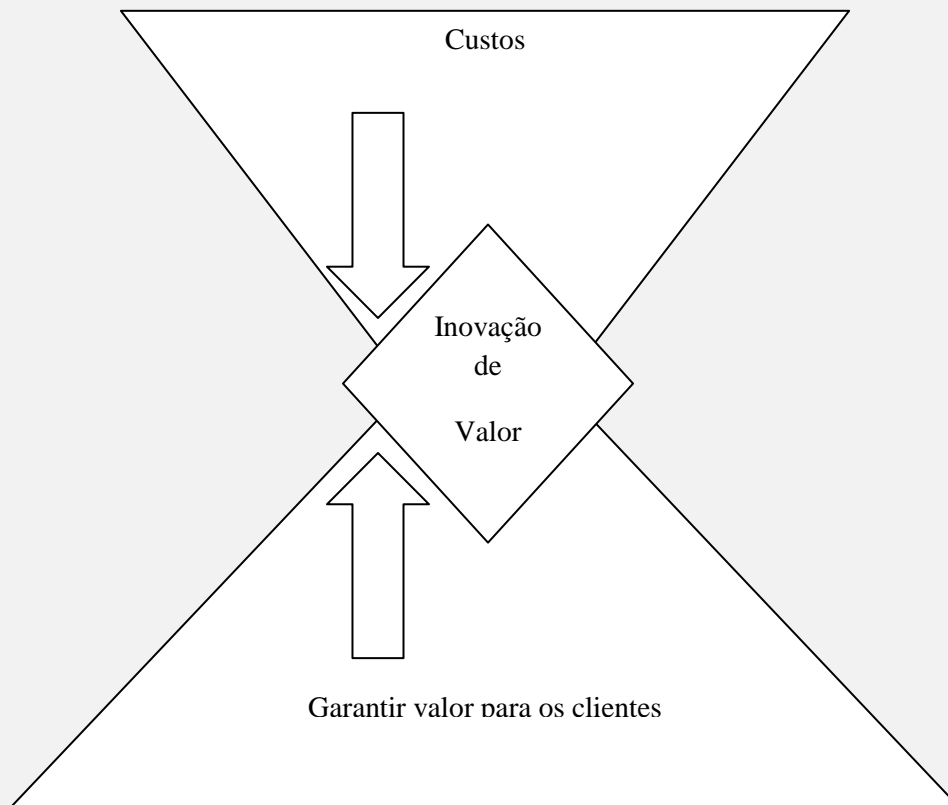 Custos
Inovação
de
Valor
Garantir valor para os clientes